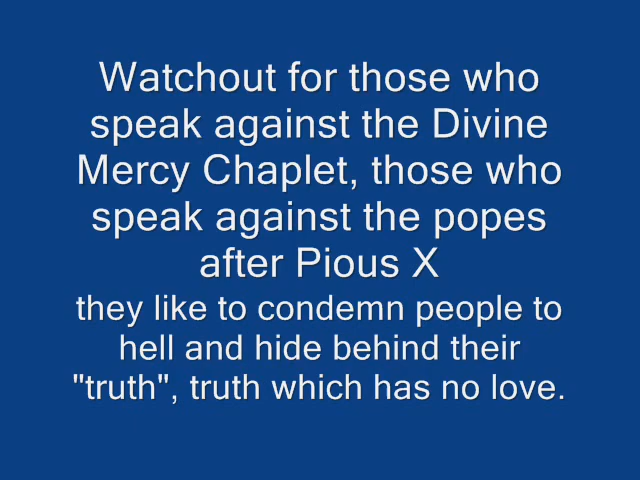 Watchout for those who
speak against the Divine
Mercy Chaplet, those who
speak against the popes
after Pious X
they like to condemn people to
hell and hide behind their
"truth", truth which has no love.